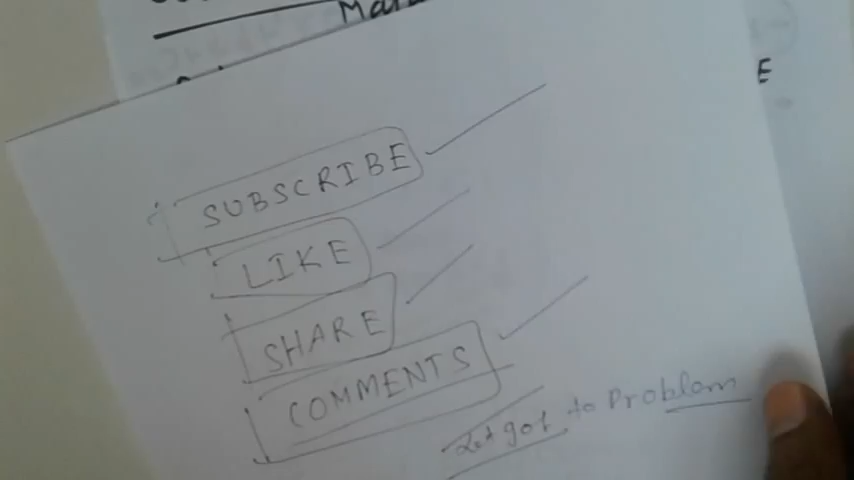 E
SUBSCRIBE
LIKE
SHARE
COMMENTS
Let got to Problem